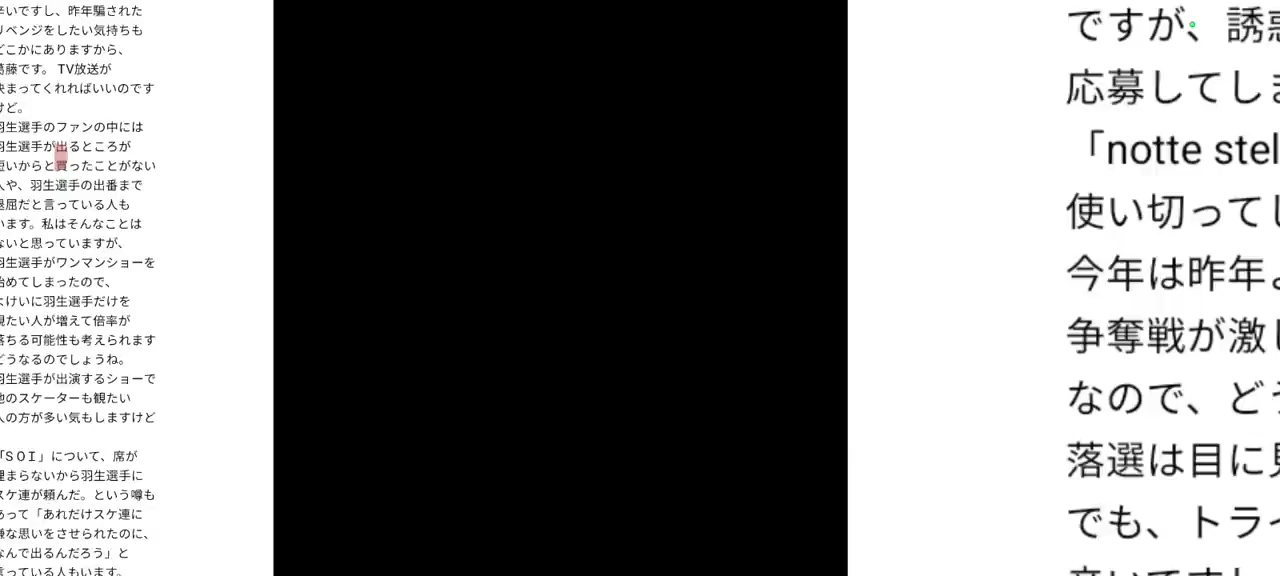 辛いですし、昨年騙された
リベンジをしたい気持ちも
どこかにありますから、
葛藤です。 TV放送が
決まってくれればいいのです
けど。
羽生選手のファンの中には
羽生選手が出るところが
短いからと買ったことがない
人や、羽生選手の出番まで
退屈だと言っている人も
います。私はそんなことは
ないと思っていますが、
羽生選手がワンマンショーを
始めてしまったので、
よけいに羽生選手だけを
観たい人が増えて倍率が
落ちる可能性も考えられます
どうなるのでしょうね。
羽生選手が出演するショーで
他のスケーターも観たい
人の方が多い気もしますけど
「ＳＯＩ」について、席が
埋まらないから羽生選手に
スケ連が頼んだ。という噂も
あって「あれだけスケ連に
嫌な思いをさせられたのに、
なんで出るんだろう」と
言っている人もいます。
ですが、誘惑
応募してしま
「notte stel
使い切ってし
今年は昨年よ
争奪戦が激し
なので、どう
落選は目に見
でも、トライ
辛いですし